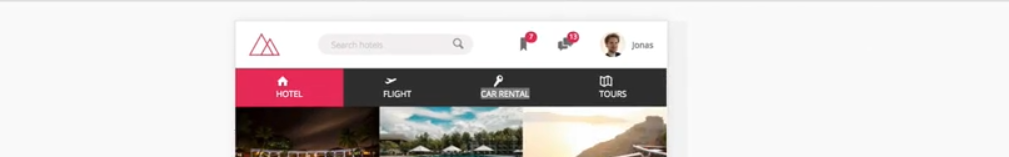 Search hotels
7
13
Jonas
HOTEL
FLIGHT
CAR RENTAL
TOURS